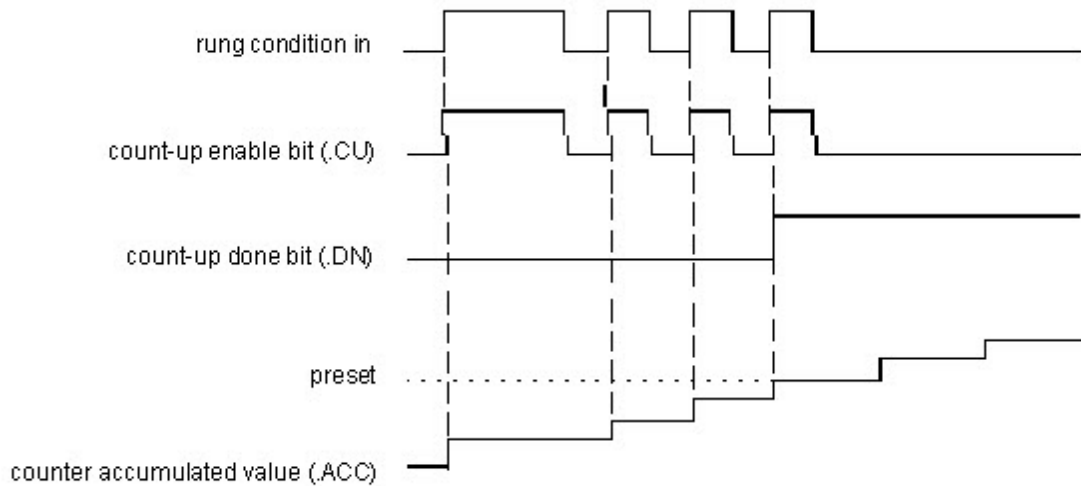 rung condition in
count-up enable bit (.CU)
count-up done bit (.DN)
preset
counter accumulated value (.ACC)